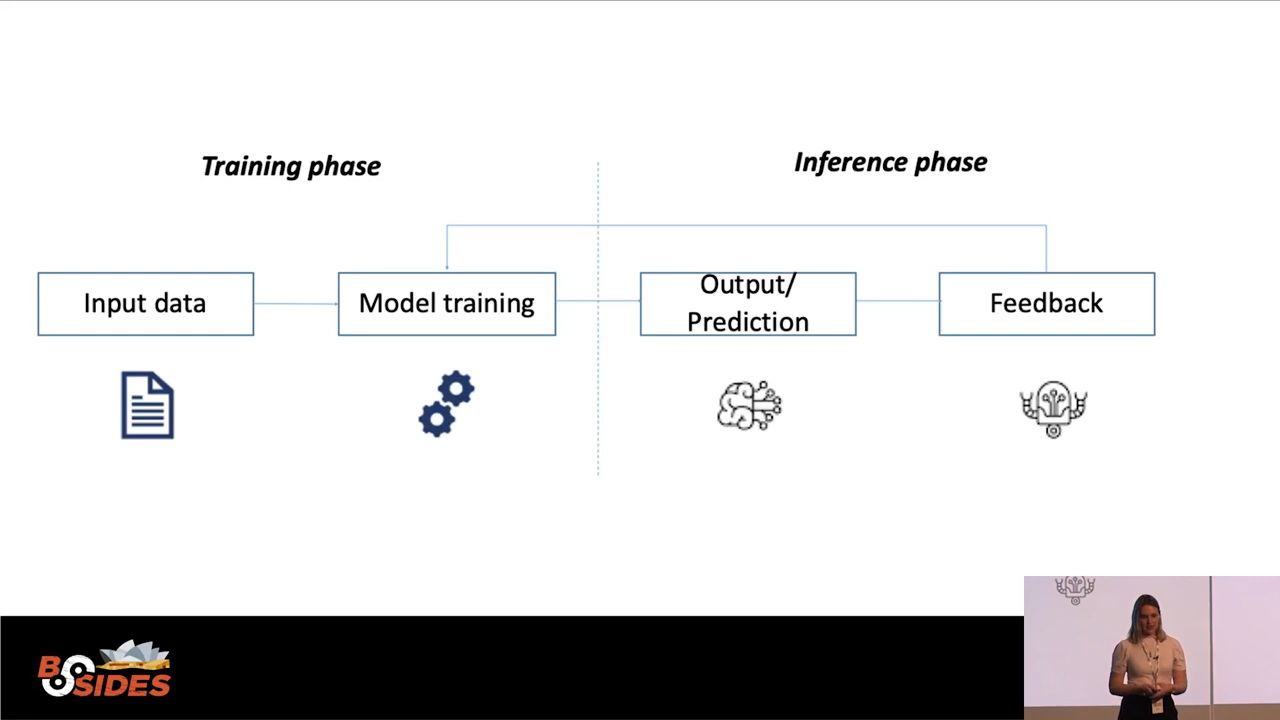 Training phase
Inference phase
Input data
Model training
Output/
Prediction
Feedback
BSIDES